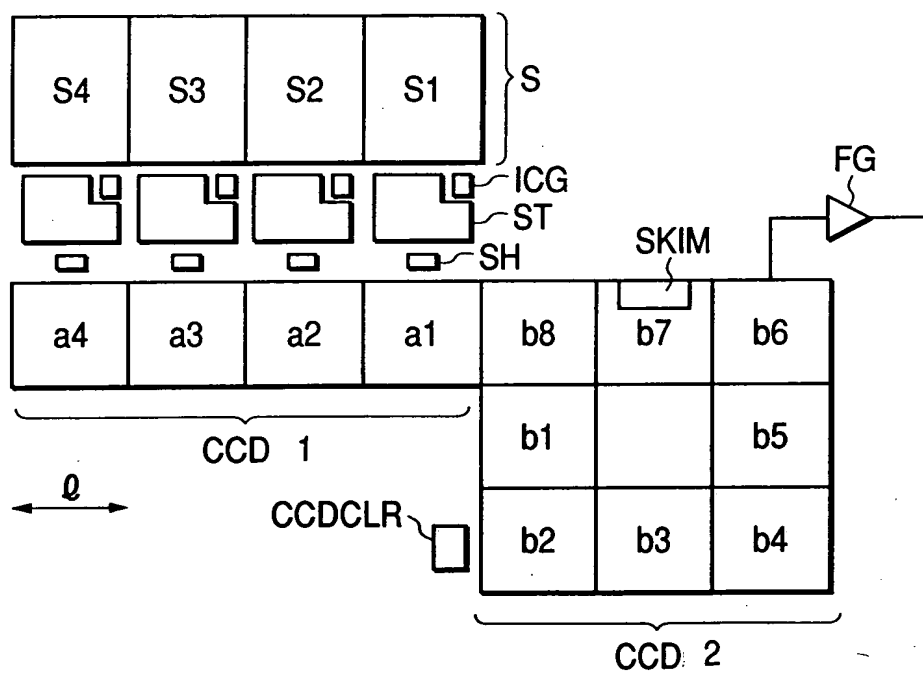 S4 S3 S2 S1 S
FG
ICG
ST
SKIM
SH
a4 a3 a2 a1 b8 b7 b6
b1 b5
CCD 1
ℓ
CCDCLR
b2 b3 b4
CCD 2